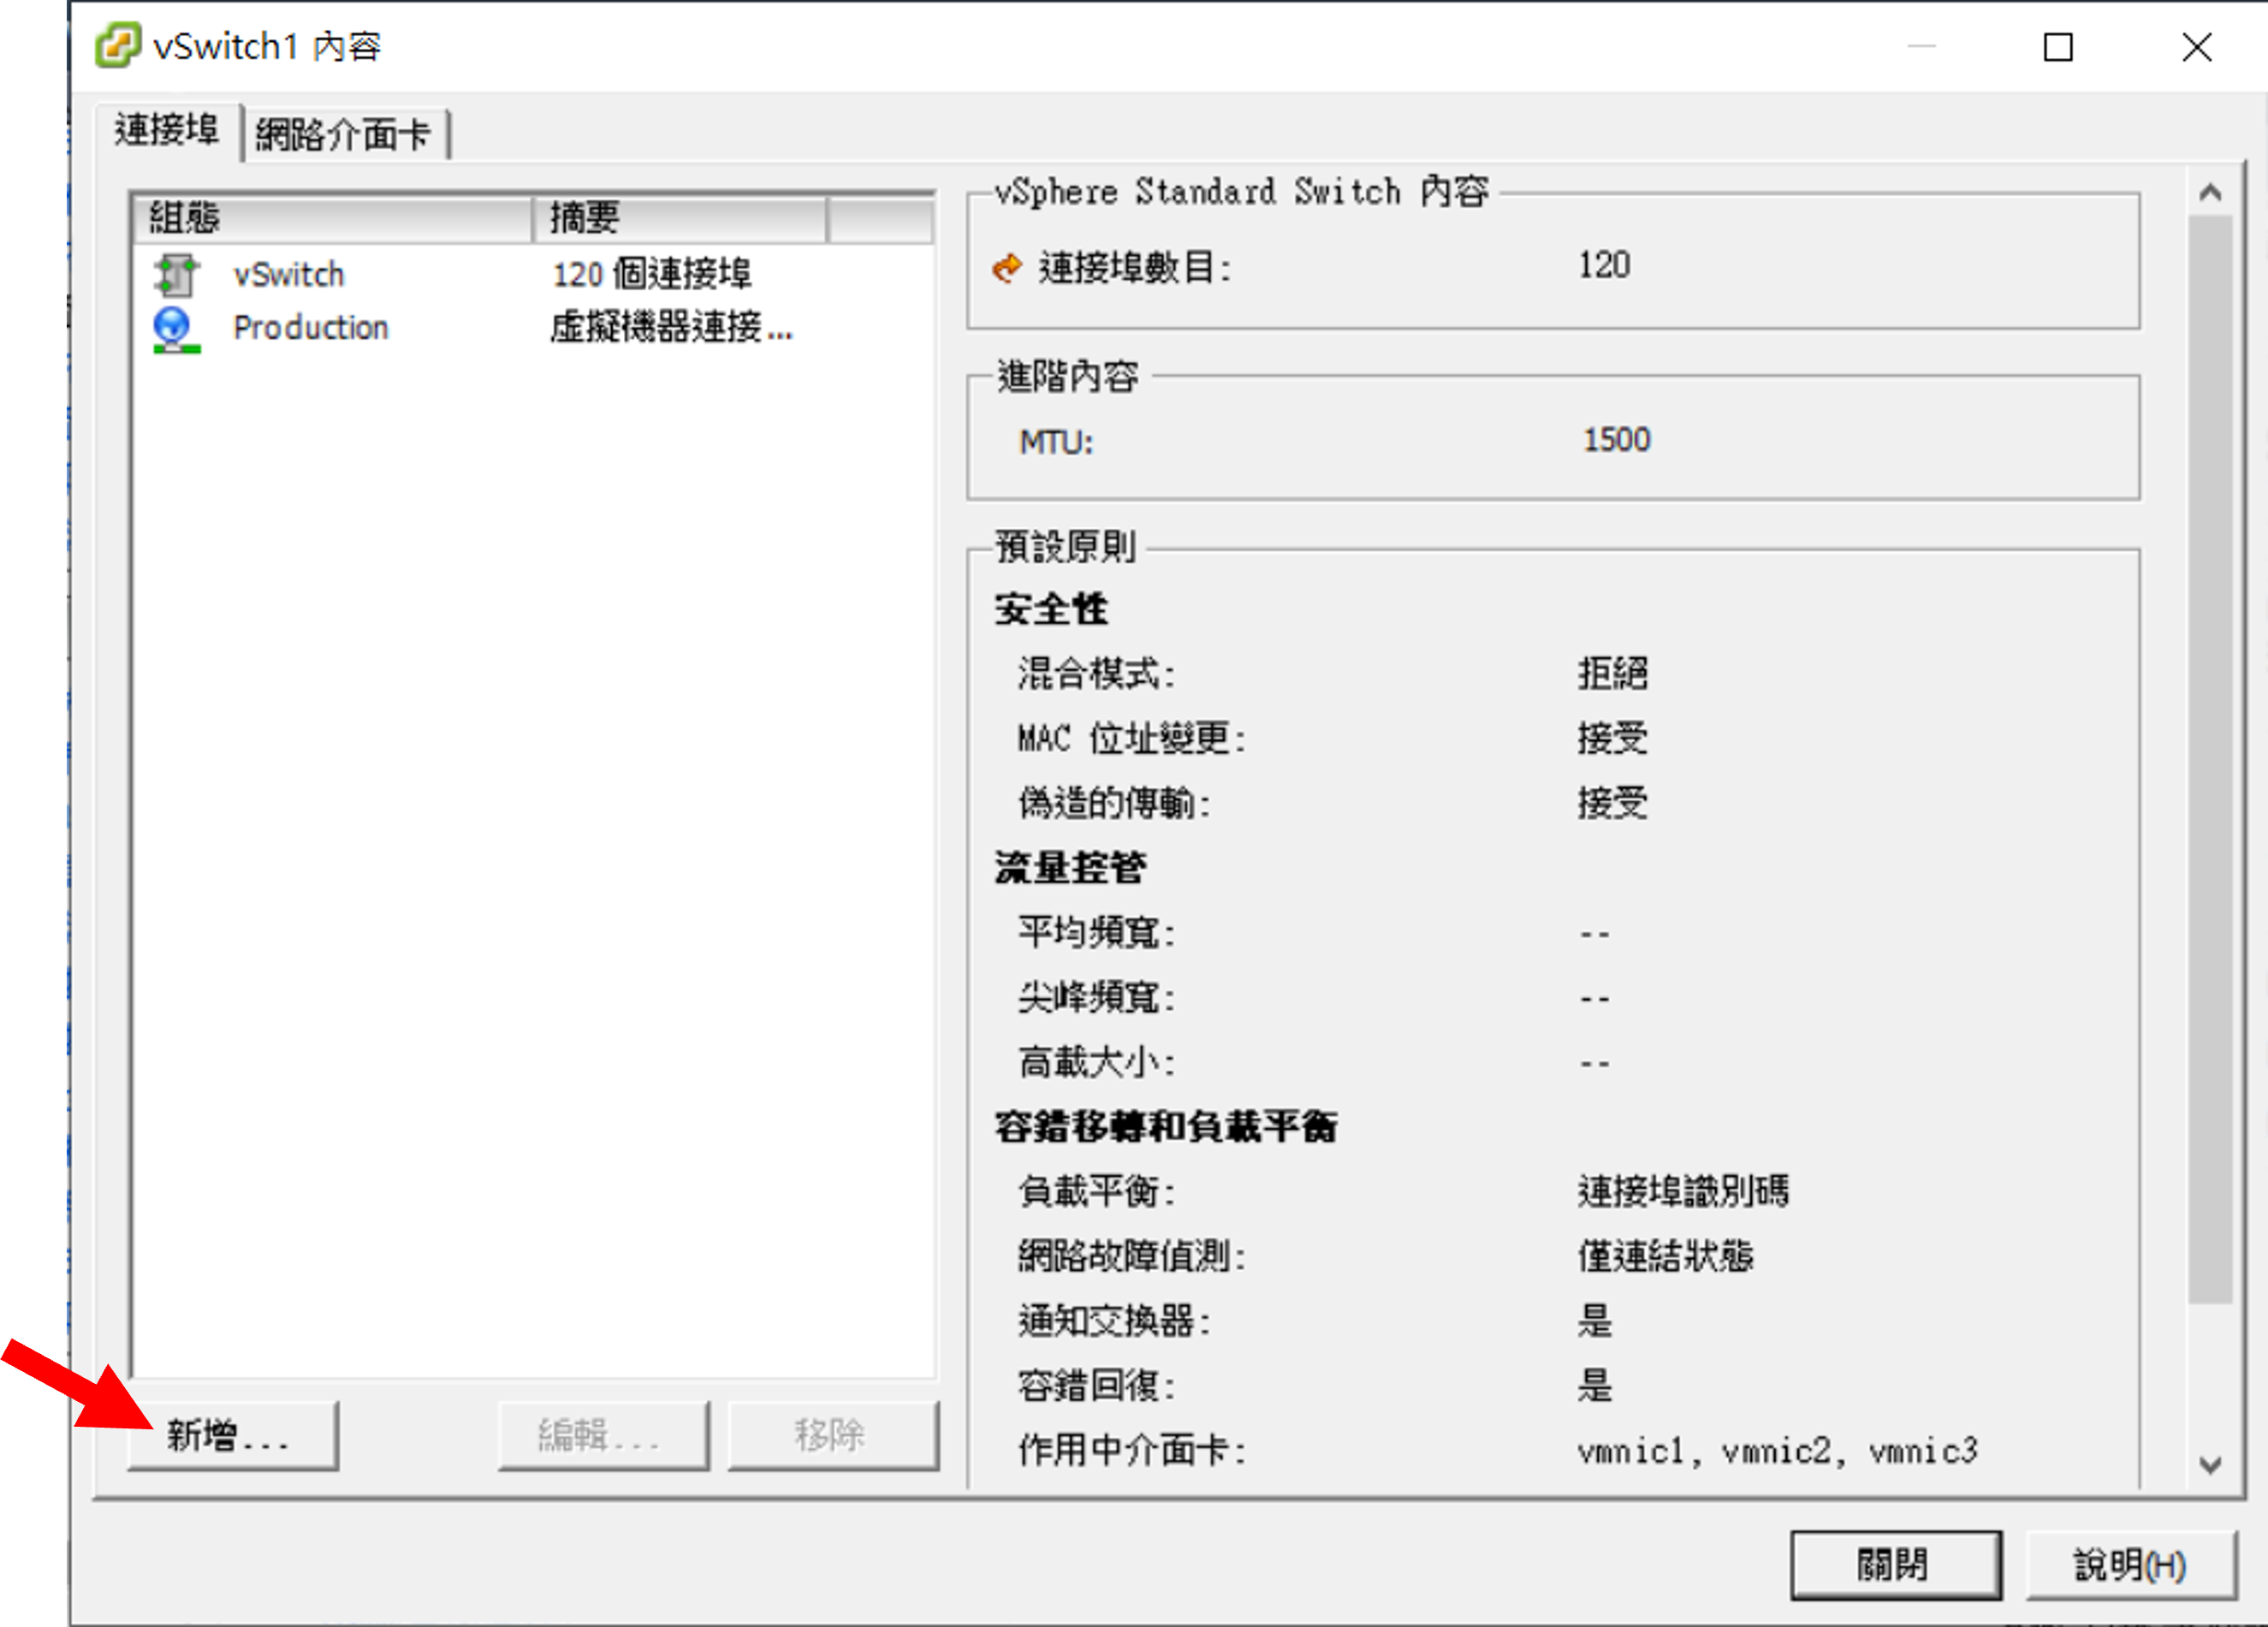 vSwitch1 內容
連接埠 網路介面卡
組態 摘要
vSwitch 120 個連接埠
Production 虛擬機器連接...
新增... 編輯... 移除
vSphere Standard Switch 內容
連接埠數目: 120
進階內容
MTU: 1500
預設原則
安全性
混合模式: 拒絕
MAC 位址變更: 接受
偽造的傳輸: 接受
流量控管
平均頻寬: --
尖峰頻寬: --
高載大小: --
容錯移轉和負載平衡
負載平衡: 連接埠識別碼
網路故障偵測: 僅連結狀態
通知交換器: 是
容錯回復: 是
作用中介面卡: vmnic1, vmnic2, vmnic3
關閉 說明(H)